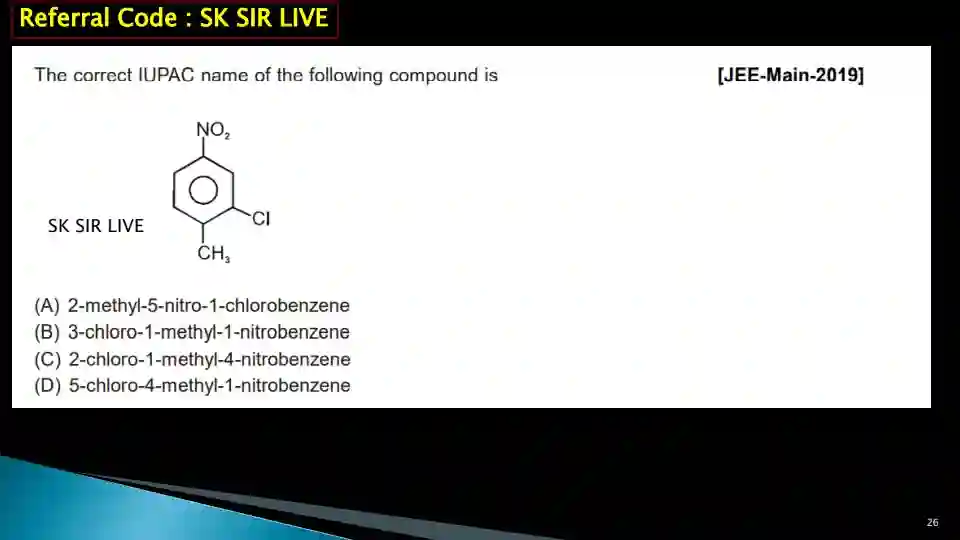 Referral Code : SK SIR LIVE
The correct IUPAC name of the following compound is [JEE-Main-2019]
NO₂
Cl
SK SIR LIVE
CH₃
(A) 2-methyl-5-nitro-1-chlorobenzene
(B) 3-chloro-1-methyl-1-nitrobenzene
(C) 2-chloro-1-methyl-4-nitrobenzene
(D) 5-chloro-4-methyl-1-nitrobenzene
26